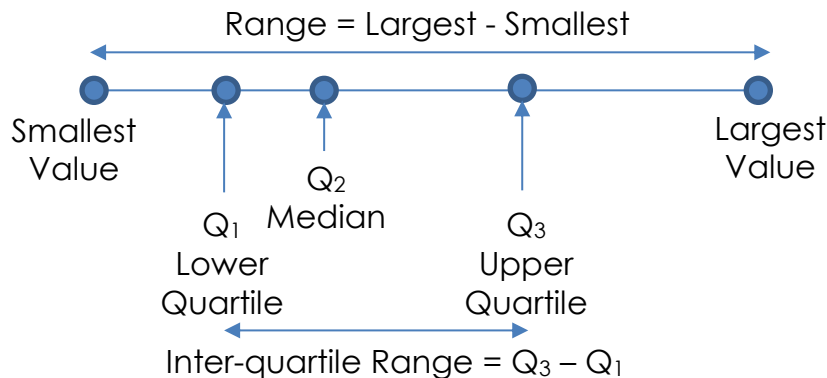 Range = Largest - Smallest
Smallest
Value
Largest
Value
Q₂
Median
Q₁
Lower
Quartile
Q₃
Upper
Quartile
Inter-quartile Range = Q₃ – Q₁